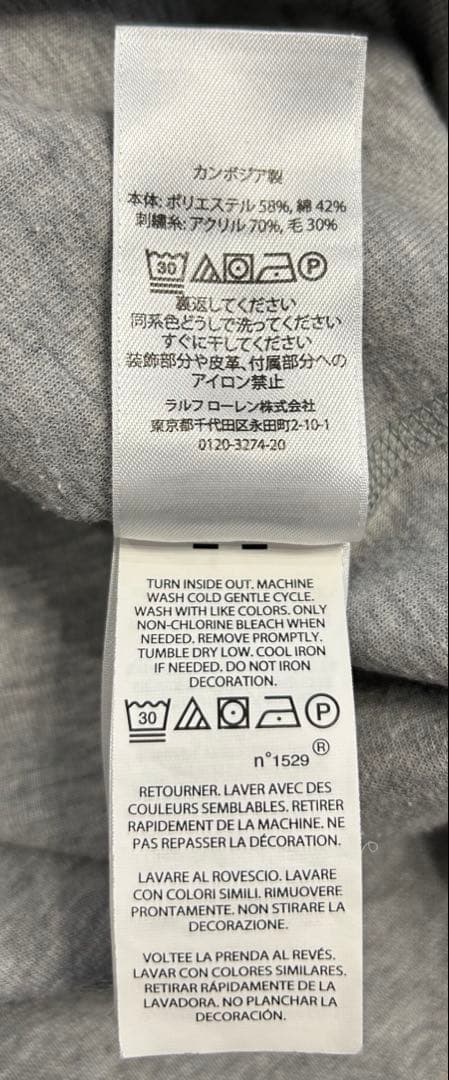 カンボジア製
本体: ポリエステル 58%, 綿 42%
刺繍糸: アクリル 70%, 毛 30%
30 P
裏返してください
同系色どうしで洗ってください
すぐに干してください
装飾部分や皮革、付属部分への
アイロン禁止
ラルフ ローレン株式会社
東京都千代田区永田町2-10-1
0120-3274-20
TURN INSIDE OUT. MACHINE
WASH COLD GENTLE CYCLE.
WASH WITH LIKE COLORS. ONLY
NON-CHLORINE BLEACH WHEN
NEEDED. REMOVE PROMPTLY.
TUMBLE DRY LOW. COOL IRON
IF NEEDED. DO NOT IRON
DECORATION.
30 P
n°1529 ®
RETOURNER. LAVER AVEC DES
COULEURS SEMBLABLES. RETIRER
RAPIDEMENT DE LA MACHINE. NE
PAS REPASSER LA DÉCORATION.
LAVARE AL ROVESCIO. LAVARE
CON COLORI SIMILI. RIMUOVERE
PRONTAMENTE. NON STIRARE LA
DECORAZIONE.
VOLTEE LA PRENDA AL REVÉS.
LAVAR CON COLORES SIMILARES.
RETIRAR RÁPIDAMENTE DE LA
LAVADORA. NO PLANCHAR LA
DECORACIÓN.